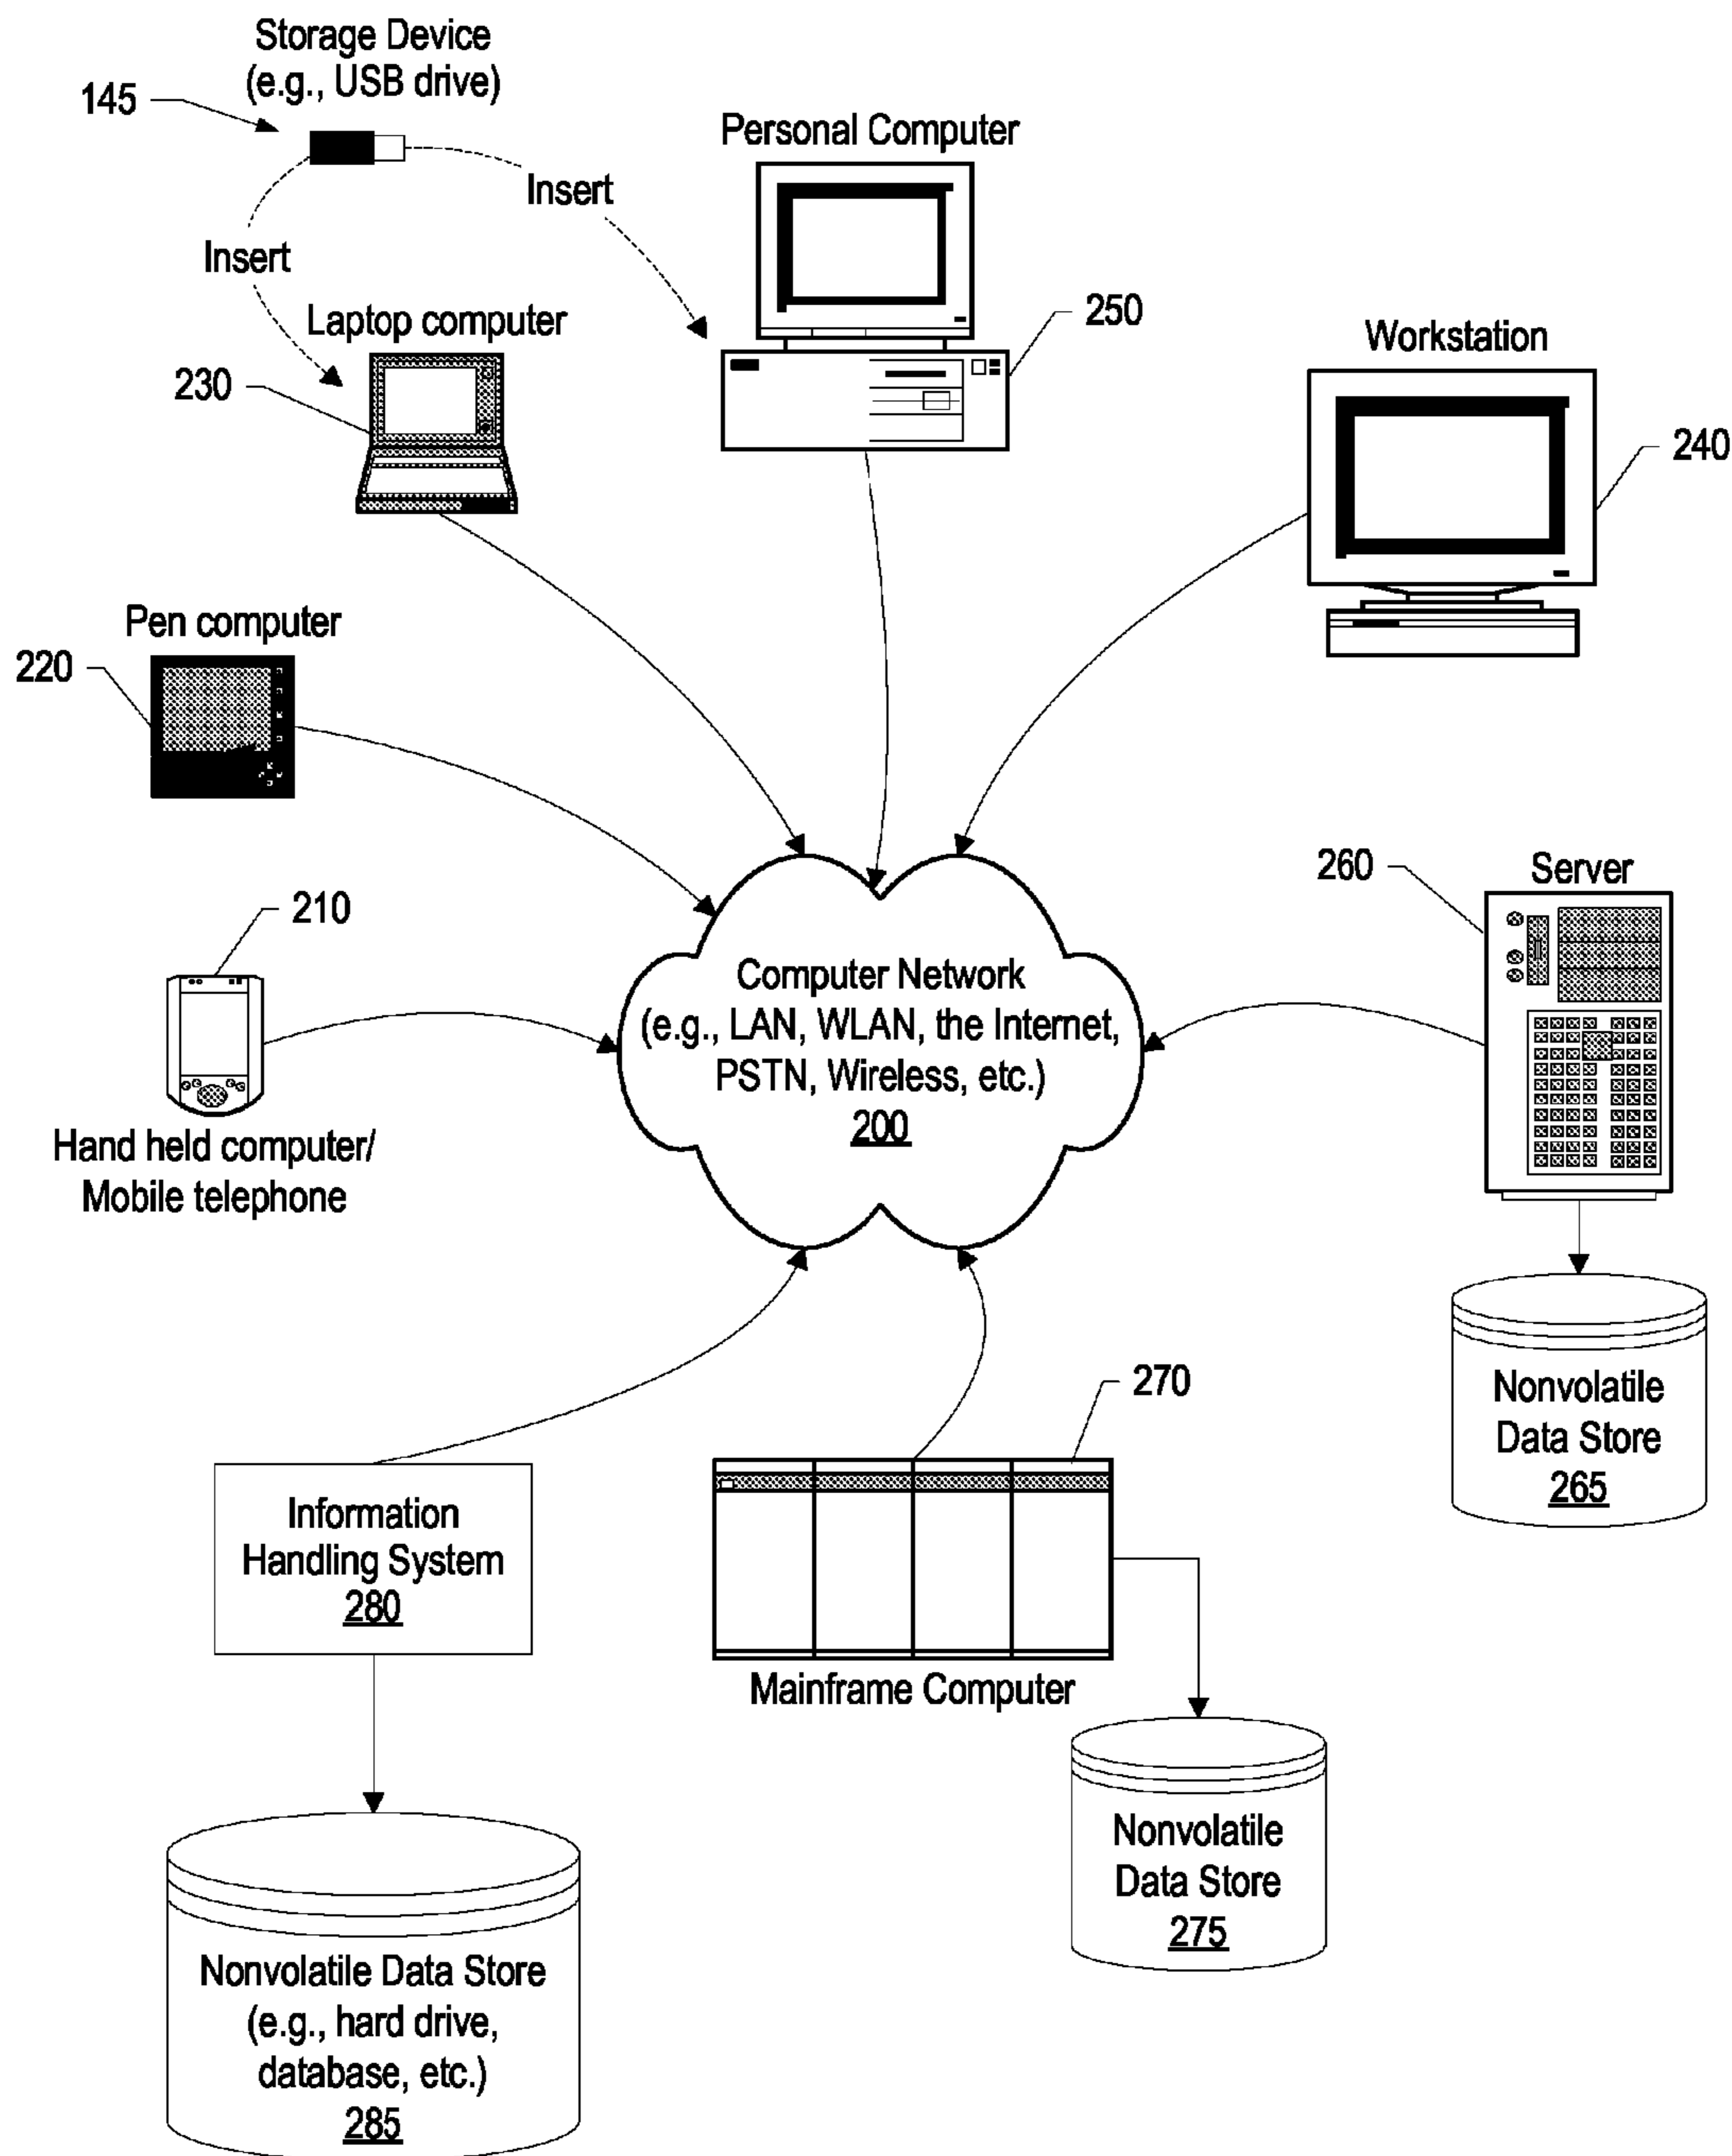 Storage Device
(e.g., USB drive)
145
Personal Computer
Insert
Insert
Laptop computer
250
Workstation
230
240
Pen computer
220
260
Server
210
Computer Network
(e.g., LAN, WLAN, the Internet,
PSTN, Wireless, etc.)
200
Hand held computer/
Mobile telephone
270
Nonvolatile
Data Store
265
Information
Handling System
280
Mainframe Computer
Nonvolatile
Data Store
275
Nonvolatile Data Store
(e.g., hard drive,
database, etc.)
285